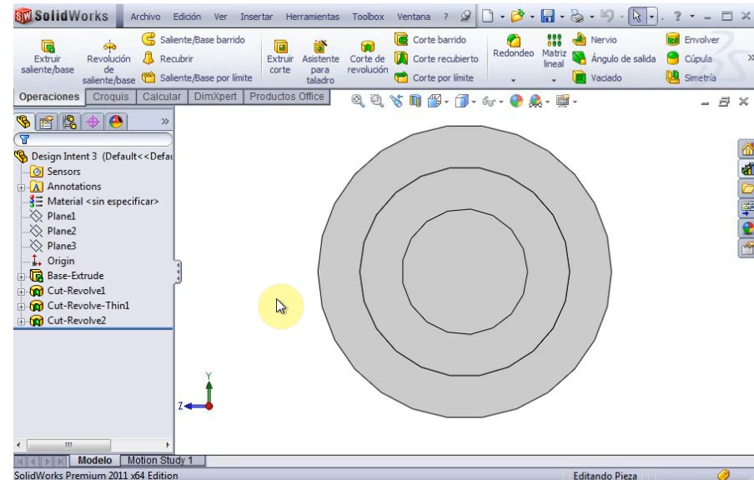 SolidWorks Archivo Edición Ver Insertar Herramientas Toolbox Ventana ?
Extruir saliente/base
Revolución de saliente/base
Saliente/Base barrido
Recubrir
Saliente/Base por límite
Extruir corte
Asistente para taladro
Corte de revolución
Corte barrido
Corte recubierto
Corte por límite
Redondeo
Matriz lineal
Nervio
Ángulo de salida
Vaciado
Envolver
Cúpula
Simetría
Operaciones Croquis Calcular DimXpert Productos Office
Design Intent 3 (Default<<Defau
Sensors
Annotations
Material <sin especificar>
Plane1
Plane2
Plane3
Origin
Base-Extrude
Cut-Revolve1
Cut-Revolve-Thin1
Cut-Revolve2
Y
Z
Modelo Motion Study 1
SolidWorks Premium 2011 x64 Edition Editando Pieza